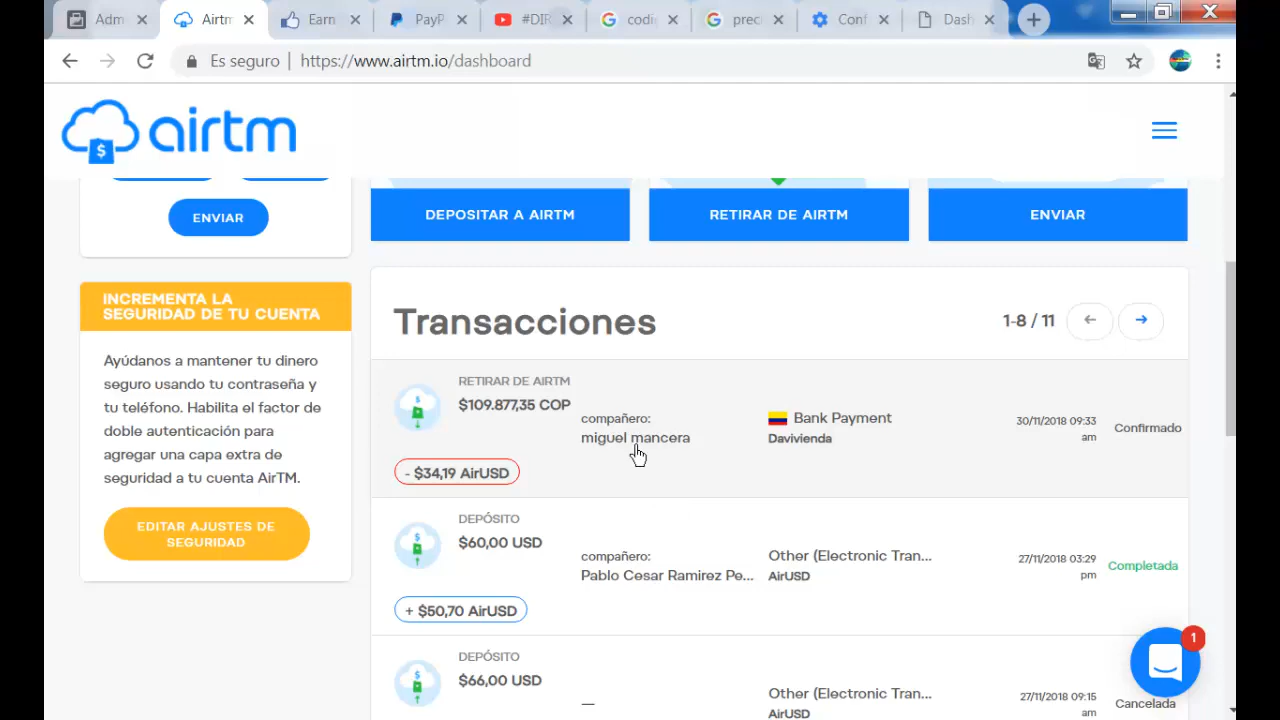 Adm
Airtm
Earn
PayP
#DIR
codi
prec
Conf
Dash
Es seguro
https://www.airtm.io/dashboard
airtm
$
ENVIAR
DEPOSITAR A AIRTM
RETIRAR DE AIRTM
ENVIAR
INCREMENTA LA
SEGURIDAD DE TU CUENTA
Ayúdanos a mantener tu dinero
seguro usando tu contraseña y
tu teléfono. Habilita el factor de
doble autenticación para
agregar una capa extra de
seguridad a tu cuenta AirTM.
EDITAR AJUSTES DE
SEGURIDAD
Transacciones
1-8 / 11
RETIRAR DE AIRTM
$109.877,35 COP
compañero:
miguel mancera
Bank Payment
Davivienda
30/11/2018 09:33
am
Confirmado
- $34,19 AirUSD
DEPÓSITO
$60,00 USD
compañero:
Pablo Cesar Ramirez Pe...
Other (Electronic Tran...
AirUSD
27/11/2018 03:29
pm
Completada
+ $50,70 AirUSD
DEPÓSITO
$66,00 USD
—
Other (Electronic Tran...
AirUSD
27/11/2018 09:15
am
Cancelada
1